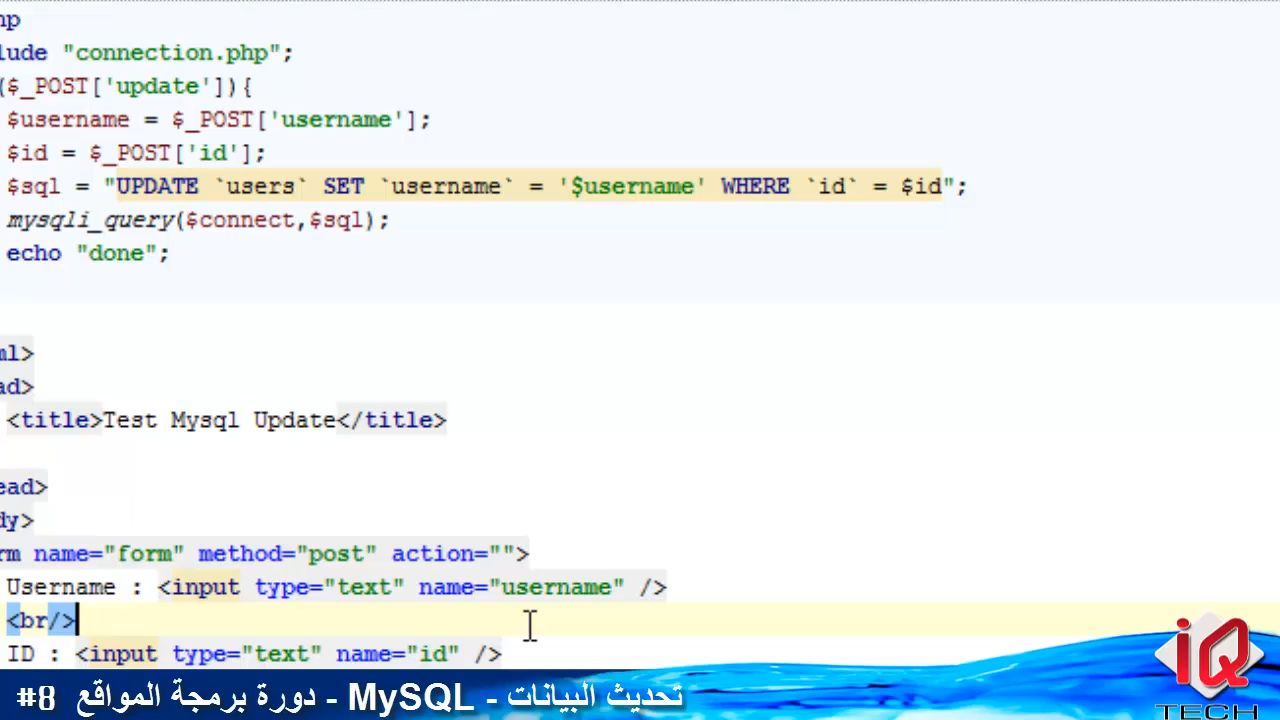 hp
lude "connection.php";
($_POST['update']){
$username = $_POST['username'];
$id = $_POST['id'];
$sql = "UPDATE `users` SET `username` = '$username' WHERE `id` = $id";
mysqli_query($connect,$sql);
echo "done";
ml>
ad>
<title>Test Mysql Update</title>
ead>
dy>
rm name="form" method="post" action="">
Username : <input type="text" name="username" />
<br/>
ID : <input type="text" name="id" />
iQ
TECH
#8 دورة برمجة المواقع - MySQL - تحديث البيانات